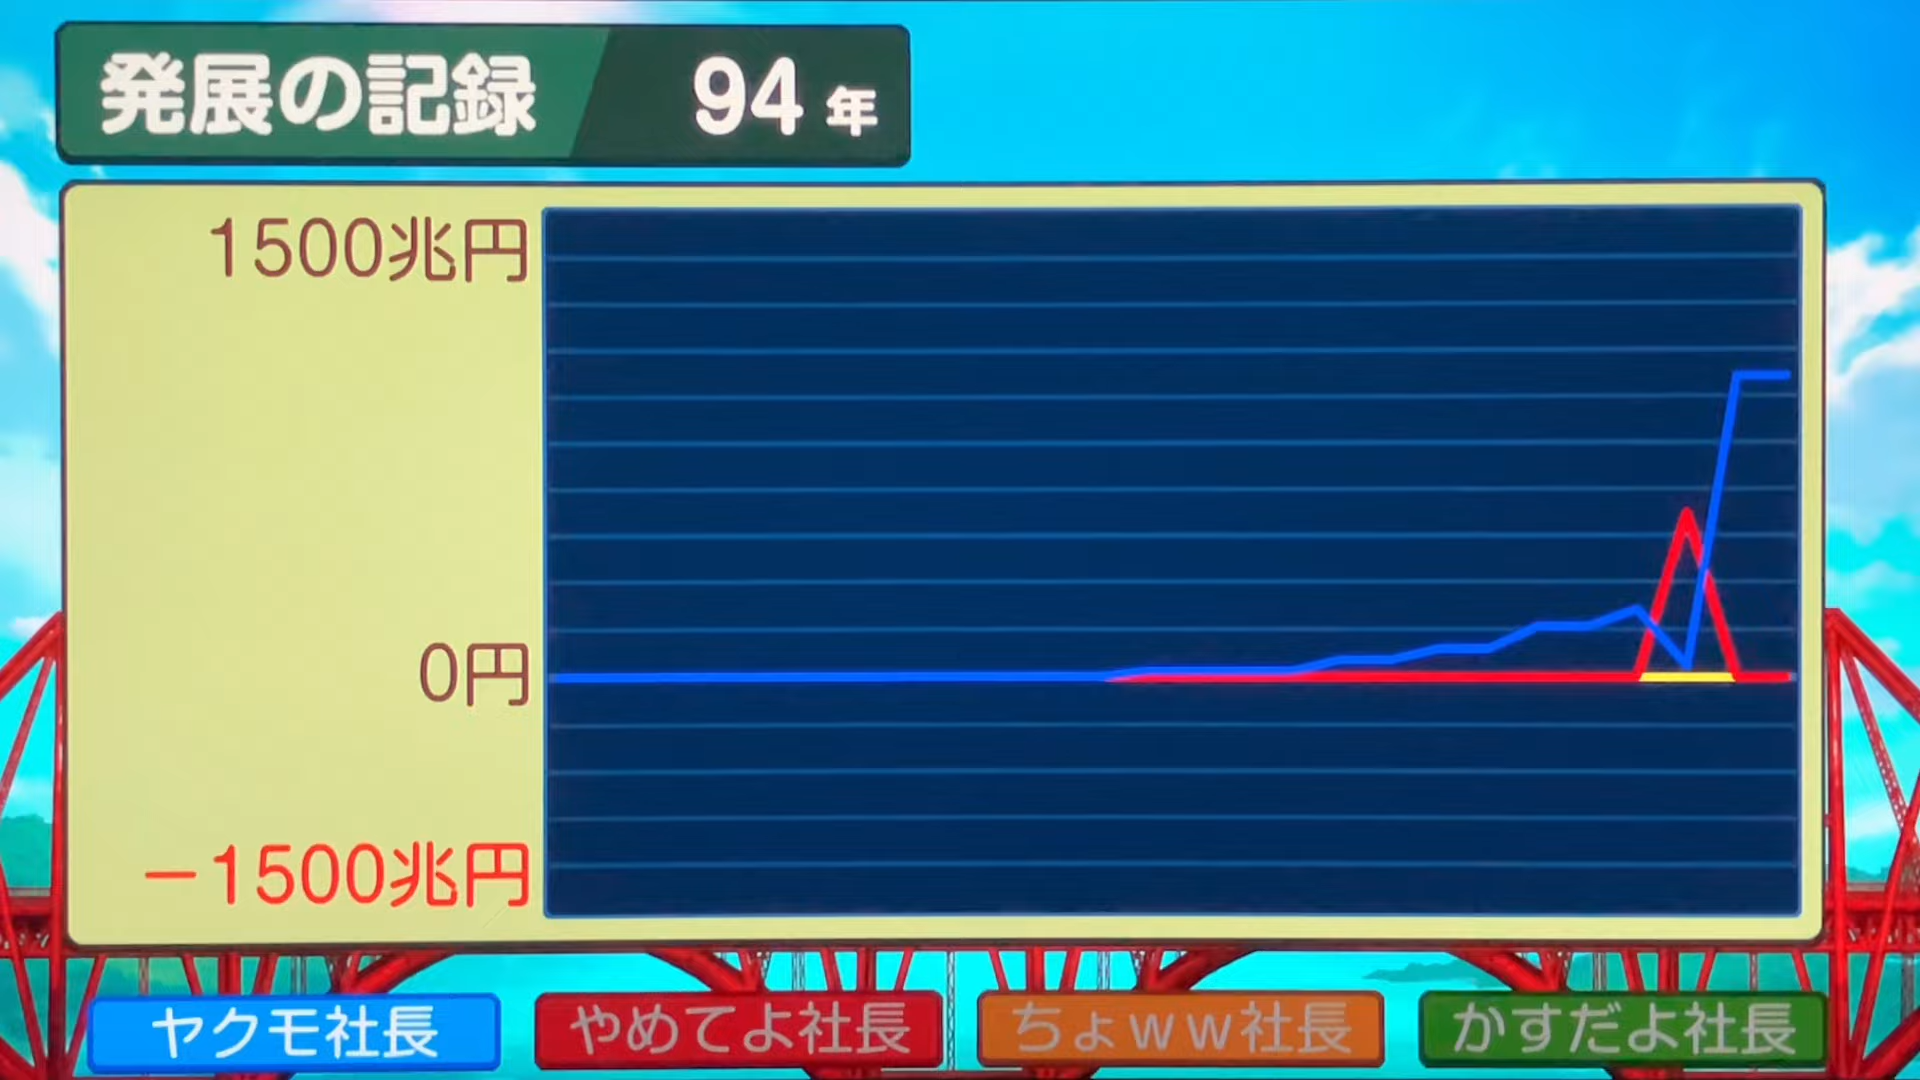 発展の記録 94年
1500兆円
0円
-1500兆円
ヤクモ社長 やめてよ社長 ちょww社長 かすだよ社長